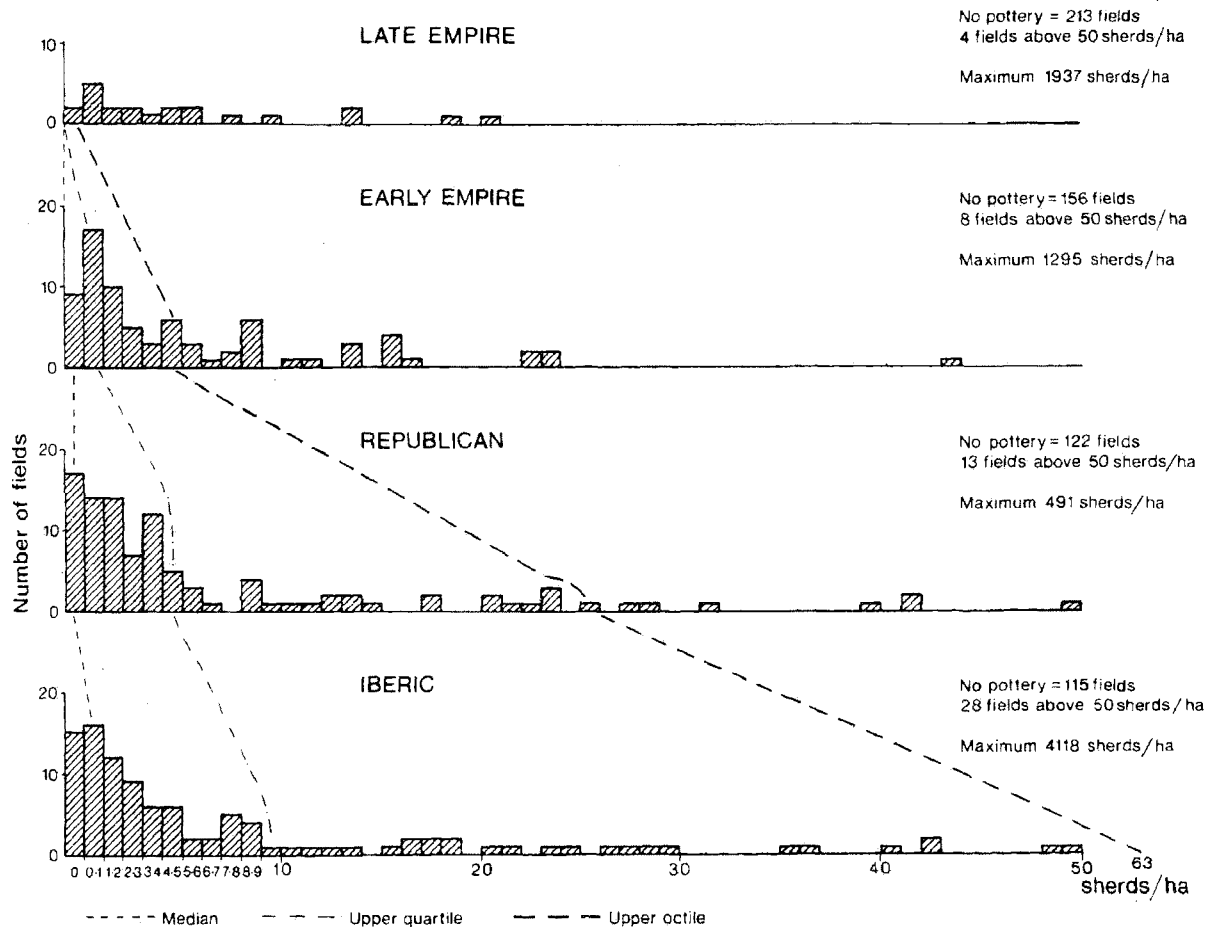 LATE EMPIRE
No pottery = 213 fields
4 fields above 50 sherds/ha
Maximum 1937 sherds/ha
10
0
EARLY EMPIRE
No pottery = 156 fields
8 fields above 50 sherds/ha
Maximum 1295 sherds/ha
20
10
0
REPUBLICAN
No pottery = 122 fields
13 fields above 50 sherds/ha
Maximum 491 sherds/ha
20
10
0
Number of fields
IBERIC
No pottery = 115 fields
28 fields above 50 sherds/ha
Maximum 4118 sherds/ha
20
10
0
0 0-1 1-2 2-3 3-4 4-5 5-6 6-7 7-8 8-9 10 20 30 40 50 63
sherds/ha
Median Upper quartile Upper octile